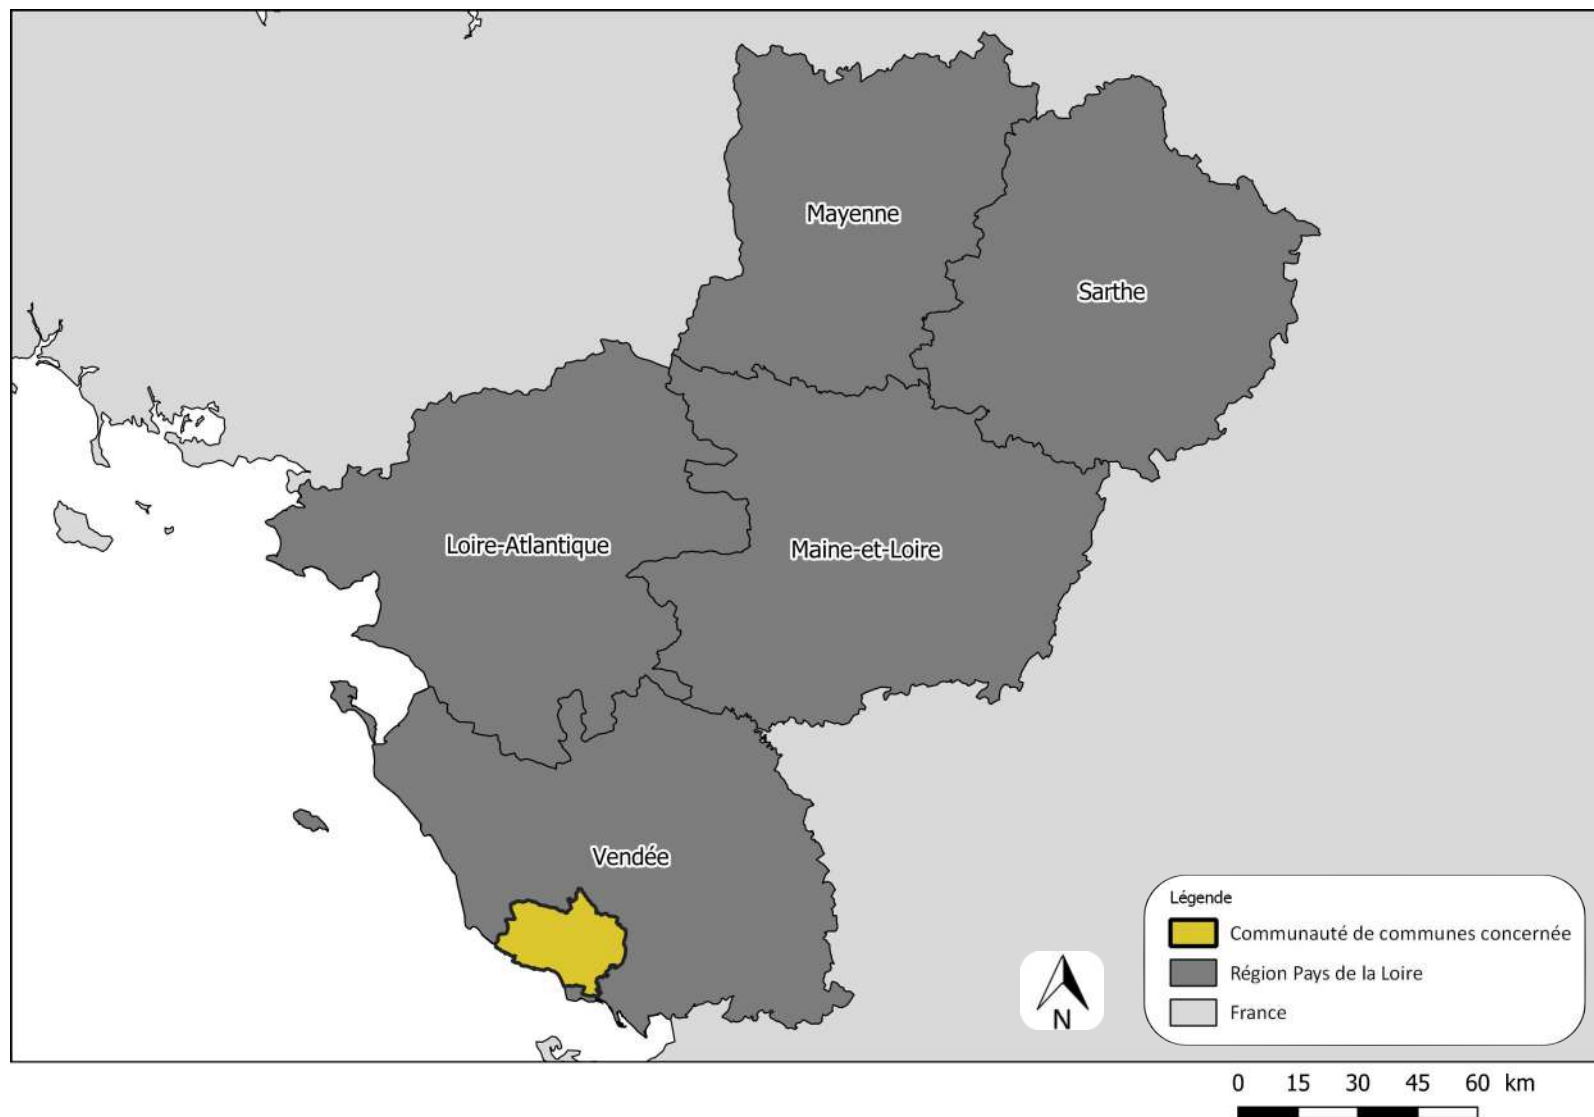 Mayenne
Sarthe
Loire-Atlantique
Maine-et-Loire
Vendée
Légende
Communauté de communes concernée
Région Pays de la Loire
France
N
0 15 30 45 60 km